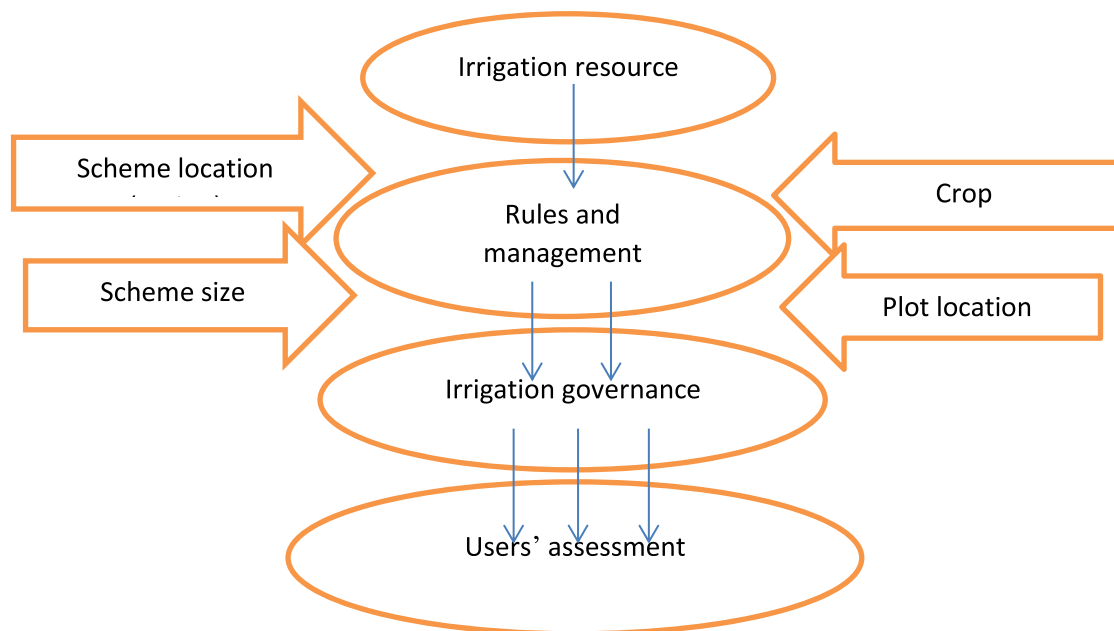 Irrigation resource
Scheme location
Crop
Rules and
management
Scheme size
Plot location
Irrigation governance
Users’ assessment